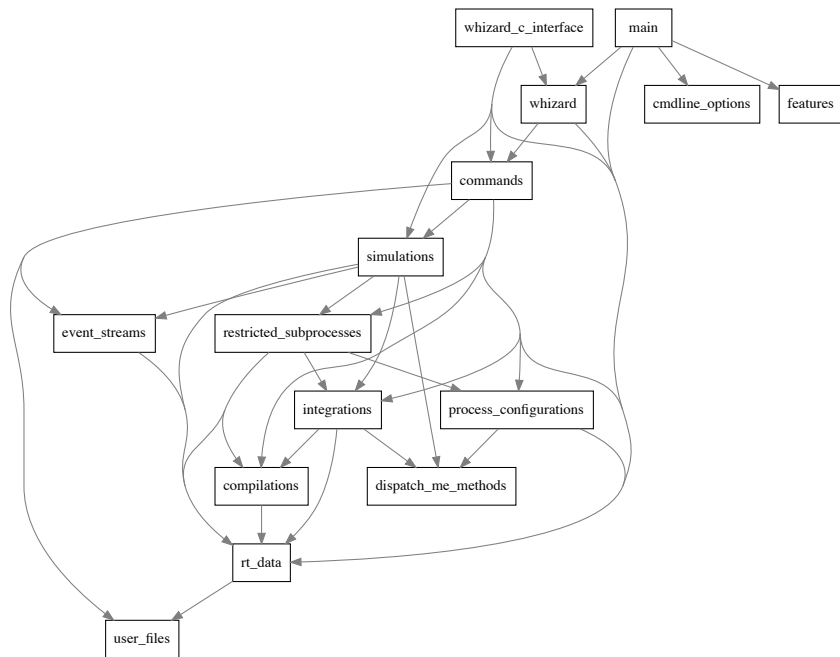 whizard_c_interface
main
whizard
cmdline_options
features
commands
simulations
event_streams
restricted_subprocesses
integrations
process_configurations
compilations
dispatch_me_methods
rt_data
user_files